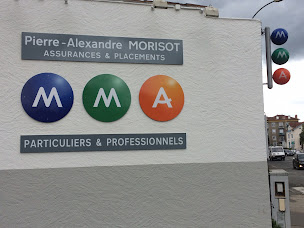 Pierre-Alexandre MORISOT
ASSURANCES & PLACEMENTS
M M A
PARTICULIERS & PROFESSIONNELS
M
M
A